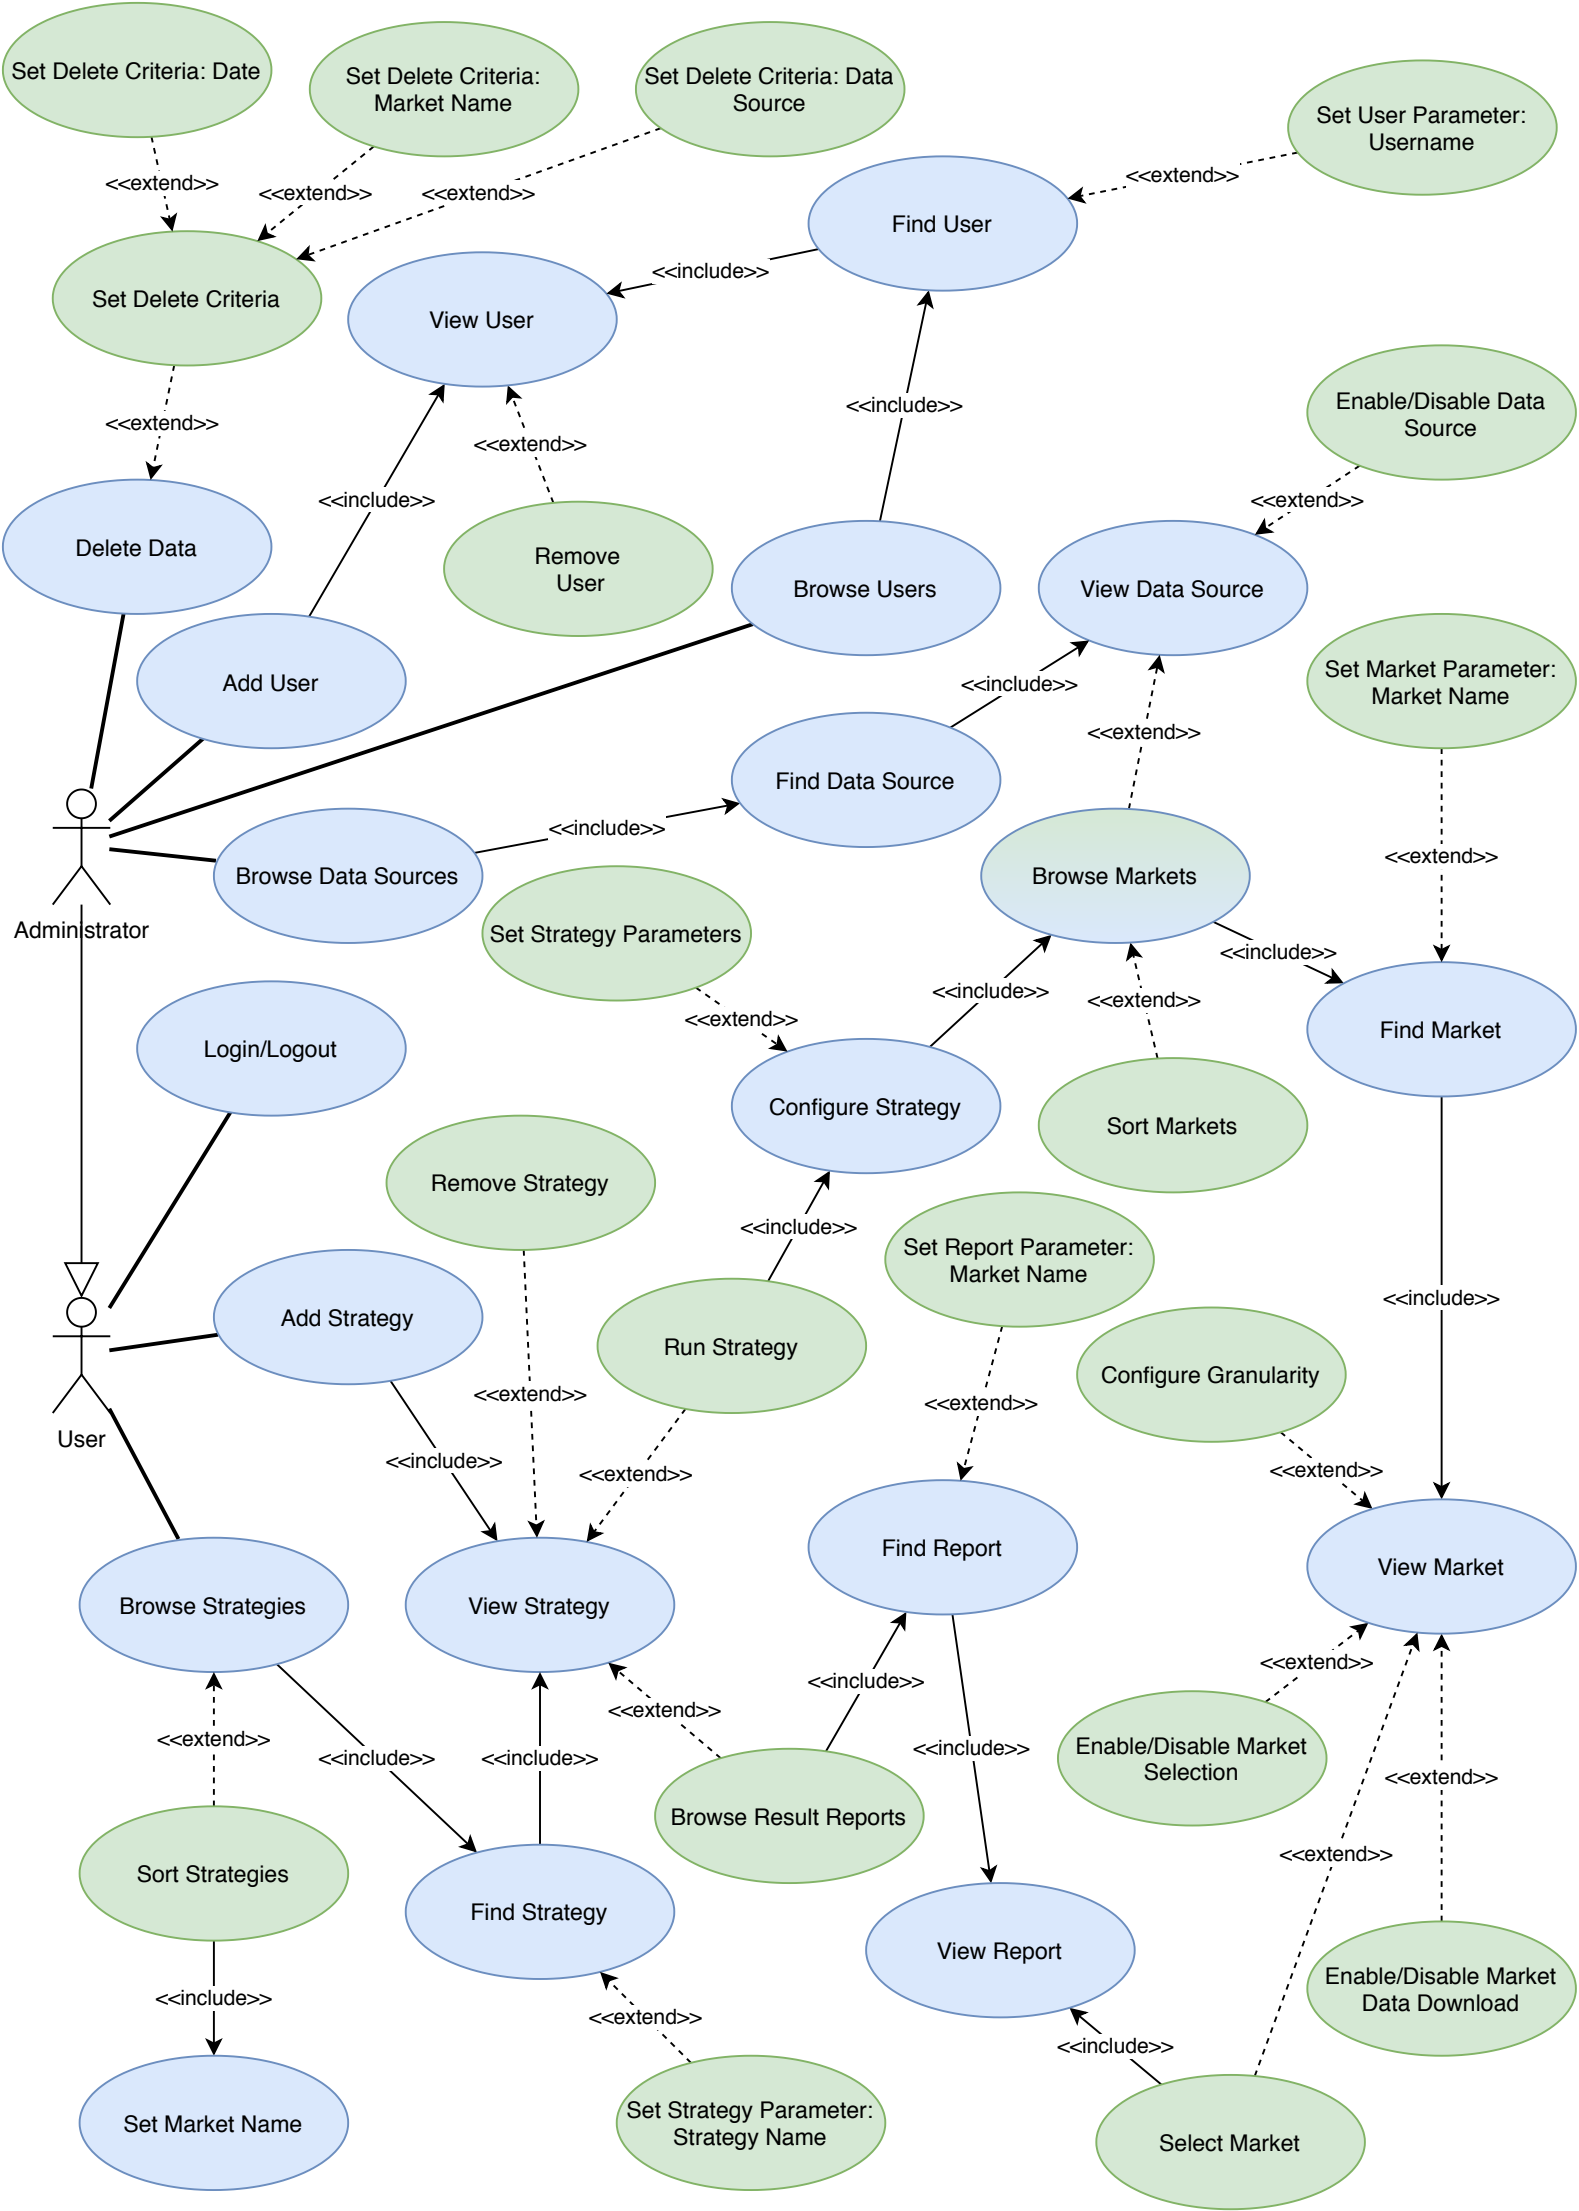 Set Delete Criteria: Date
Set Delete Criteria:
Market Name
Set Delete Criteria: Data
Source
Set User Parameter:
Username
<<extend>>
<<extend>>
<<extend>>
<<extend>>
Find User
<<include>>
Set Delete Criteria
View User
<<extend>>
<<include>>
<<extend>>
<<include>>
Enable/Disable Data
Source
<<extend>>
Delete Data
Remove
User
Browse Users
View Data Source
Add User
<<include>>
Set Market Parameter:
Market Name
<<extend>>
Find Data Source
<<include>>
<<extend>>
Browse Data Sources
Browse Markets
Administrator
Set Strategy Parameters
<<include>>
<<include>>
<<extend>>
<<extend>>
Find Market
Login/Logout
Configure Strategy
Sort Markets
Remove Strategy
<<include>>
Set Report Parameter:
Market Name
<<include>>
Add Strategy
Run Strategy
Configure Granularity
<<extend>>
<<extend>>
User
<<include>>
<<extend>>
<<extend>>
Find Report
View Market
Browse Strategies
View Strategy
<<extend>>
<<include>>
<<extend>>
<<extend>>
<<include>>
<<include>>
<<include>>
Enable/Disable Market
Selection
<<extend>>
Browse Result Reports
<<extend>>
Sort Strategies
Find Strategy
View Report
Enable/Disable Market
Data Download
<<include>>
<<extend>>
<<include>>
Set Market Name
Set Strategy Parameter:
Strategy Name
Select Market